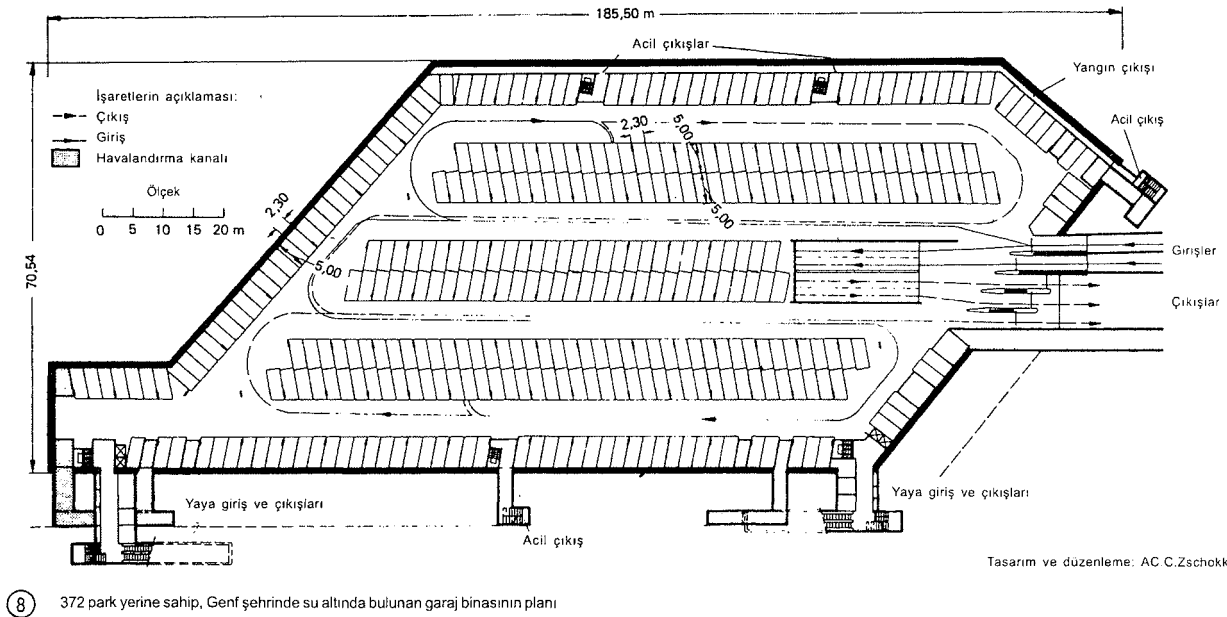 185,50 m
Acil çıkışlar
Yangın çıkışı
Acil çıkış
İşaretlerin açıklaması:
Çıkış
Giriş
Havalandırma kanalı
Ölçek
0 5 10 15 20 m
70,54
2,30
5,00
5,00
2,30
5,00
Girişler
Çıkışlar
Yaya giriş ve çıkışları
Acil çıkış
Yaya giriş ve çıkışları
Tasarım ve düzenleme: AC C.Zschokk
8 372 park yerine sahip, Genf şehrinde su altında bulunan garaj binasının planı